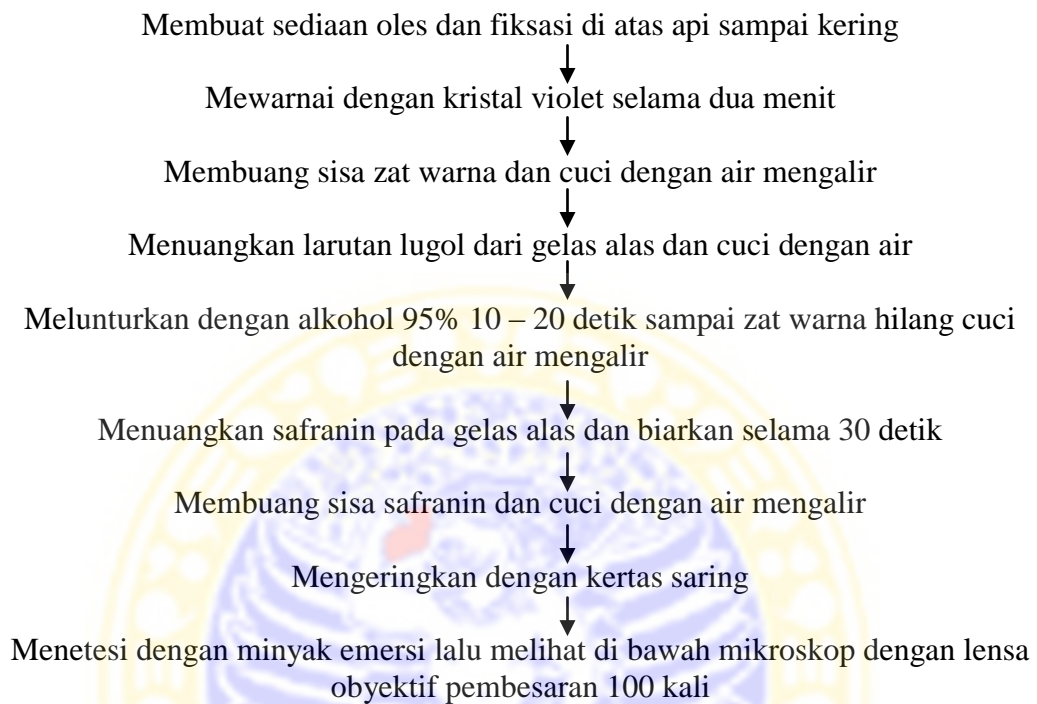 Membuat sediaan oles dan fiksasi di atas api sampai kering
Mewarnai dengan kristal violet selama dua menit
Membuang sisa zat warna dan cuci dengan air mengalir
Menuangkan larutan lugol dari gelas alas dan cuci dengan air
Melunturkan dengan alkohol 95% 10 – 20 detik sampai zat warna hilang cuci
dengan air mengalir
Menuangkan safranin pada gelas alas dan biarkan selama 30 detik
Membuang sisa safranin dan cuci dengan air mengalir
Mengeringkan dengan kertas saring
Menetesi dengan minyak emersi lalu melihat di bawah mikroskop dengan lensa
obyektif pembesaran 100 kali